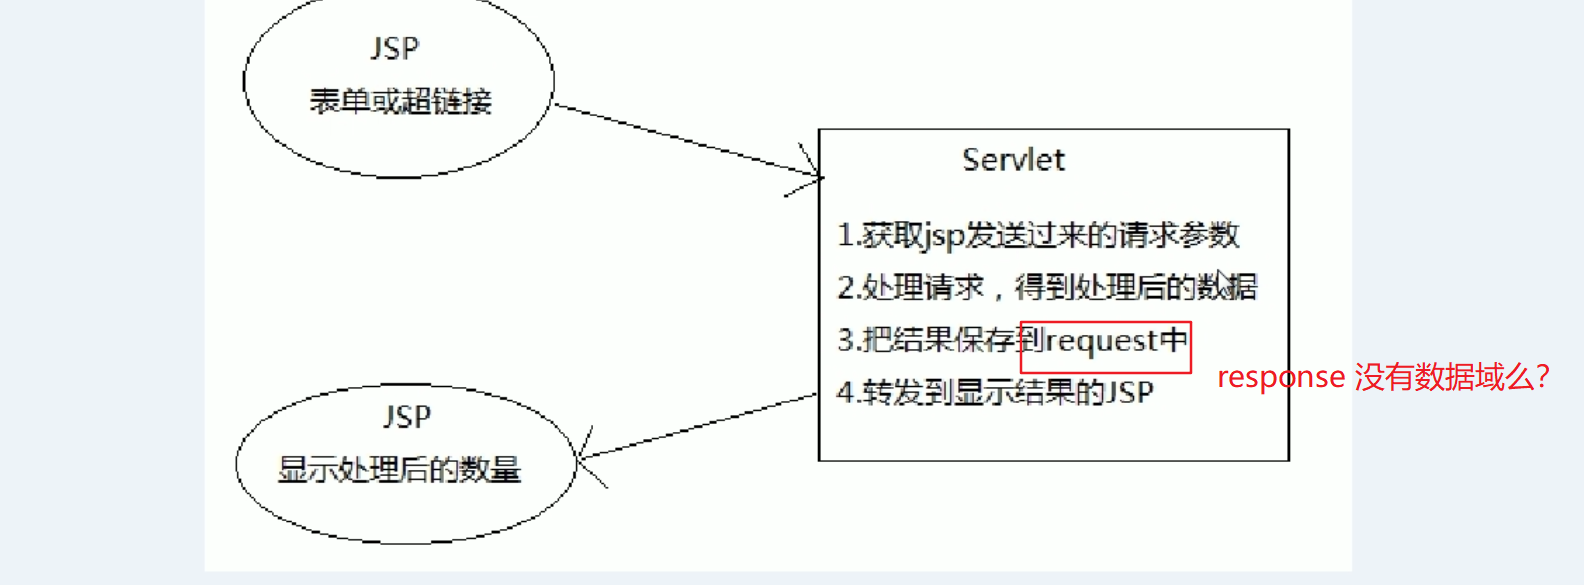 JSP
表单或超链接
Servlet
1.获取jsp发送过来的请求参数
2.处理请求，得到处理后的数据
3.把结果保存到request中
response 没有数据域么？
4.转发到显示结果的JSP
JSP
显示处理后的数量